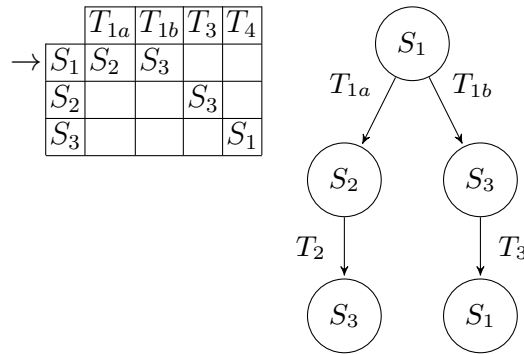 T1a T1b T3 T4
→ S1 S2 S3
S2 S3
S3 S1
S1
T1a T1b
S2 S3
T2 T3
S3 S1